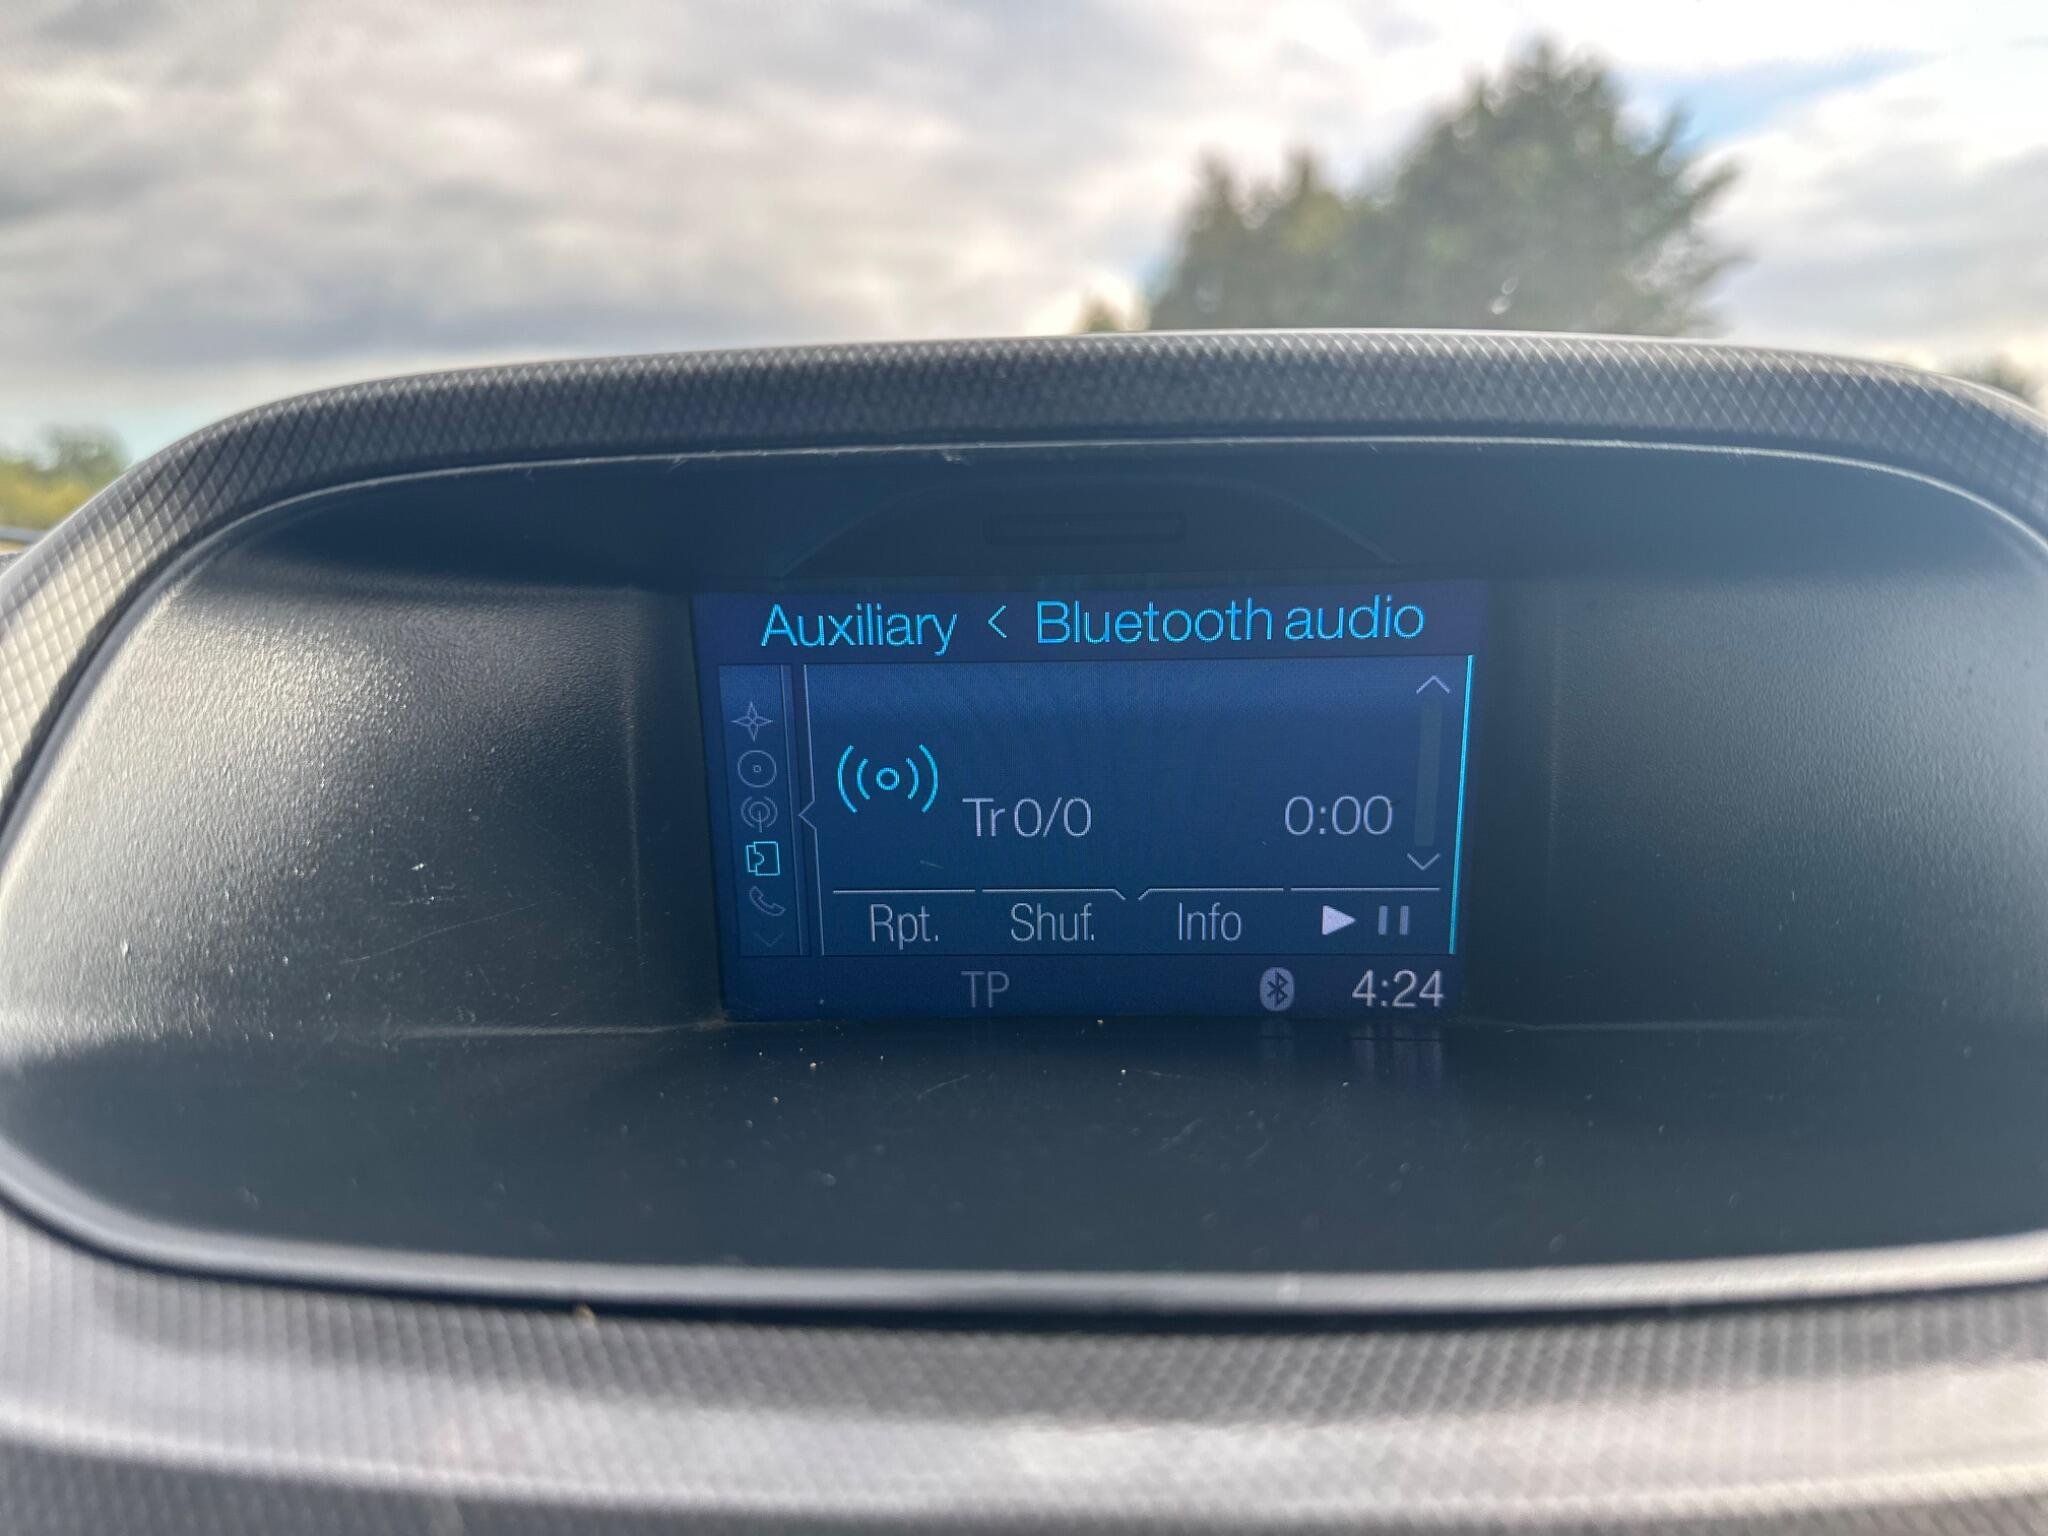 Auxiliary < Bluetooth audio
Tr 0/0 0:00
Rpt. Shuf. Info
TP 4:24